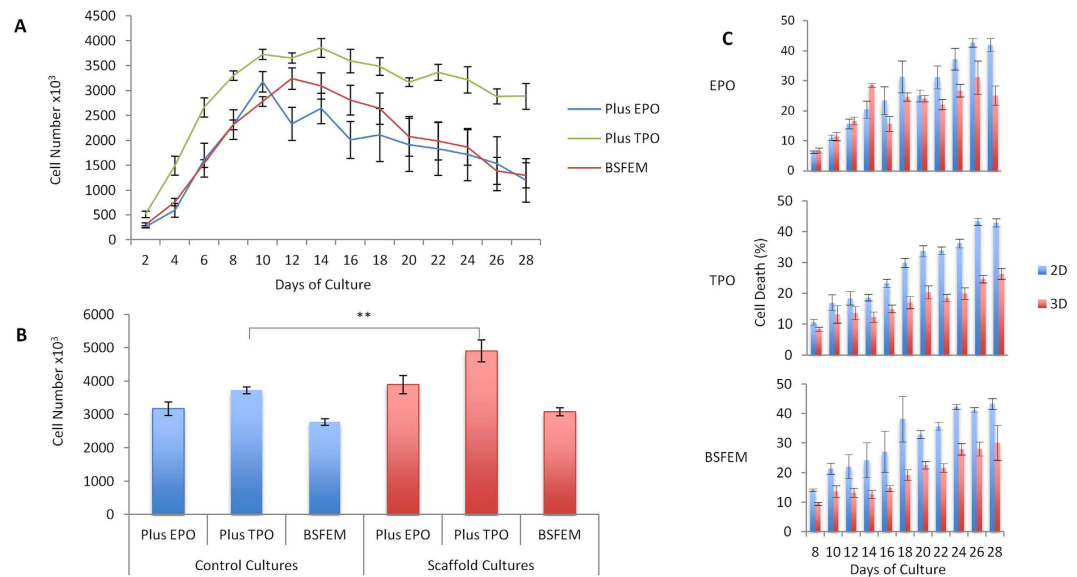 A
4500
4000
3500
3000
2500
2000
1500
1000
500
0
Cell Number x10³
2 4 6 8 10 12 14 16 18 20 22 24 26 28
Days of Culture
Plus EPO
Plus TPO
BSFEM
B
6000
5000
4000
3000
2000
1000
0
Cell Number x10³
**
Plus EPO Plus TPO BSFEM Plus EPO Plus TPO BSFEM
Control Cultures Scaffold Cultures
C
EPO
50
40
30
20
10
0
TPO
50
40
30
20
10
0
Cell Death (%)
2D
3D
BSFEM
50
40
30
20
10
0
8 10 12 14 16 18 20 22 24 26 28
Days of Culture